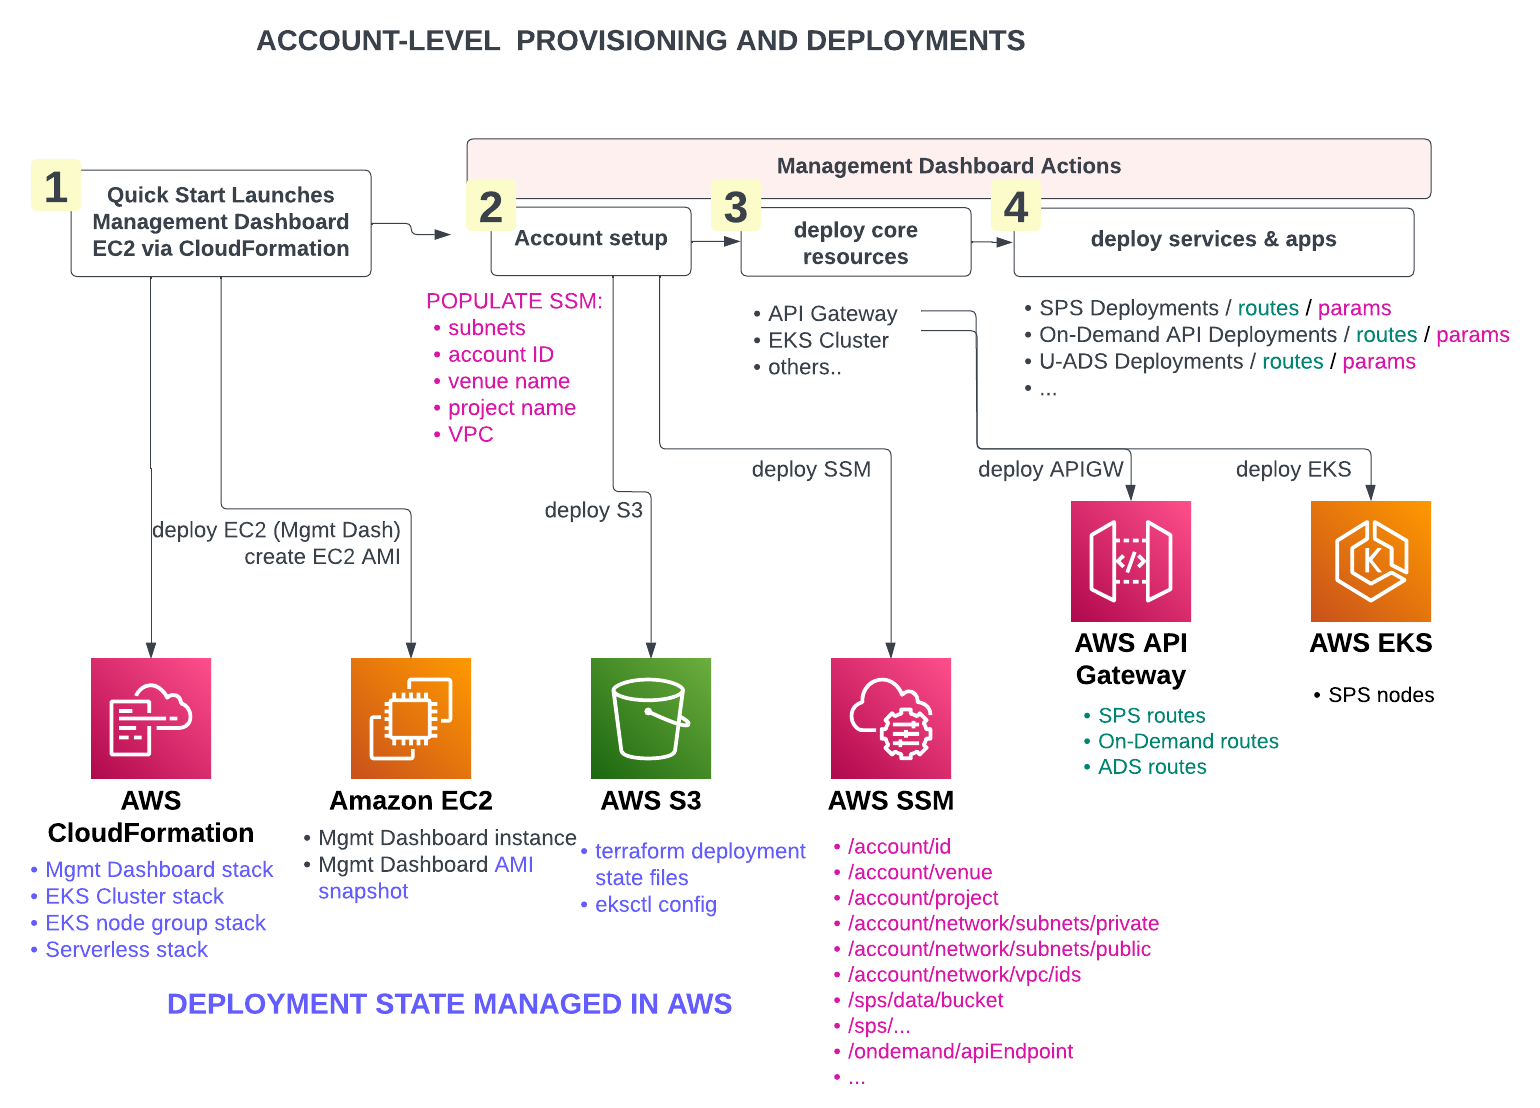 ACCOUNT-LEVEL PROVISIONING AND DEPLOYMENTS
Management Dashboard Actions
1
Quick Start Launches
Management Dashboard
EC2 via CloudFormation
2
Account setup
3
deploy core
resources
4
deploy services & apps
POPULATE SSM:
• subnets
• account ID
• venue name
• project name
• VPC
• API Gateway
• EKS Cluster
• others..
• SPS Deployments / routes / params
• On-Demand API Deployments / routes / params
• U-ADS Deployments / routes / params
• ...
deploy EC2 (Mgmt Dash)
create EC2 AMI
deploy S3
deploy SSM
deploy APIGW
deploy EKS
K
</>
AWS API
Gateway
• SPS routes
• On-Demand routes
• ADS routes
AWS EKS
• SPS nodes
AWS
CloudFormation
• Mgmt Dashboard stack
• EKS Cluster stack
• EKS node group stack
• Serverless stack
Amazon EC2
• Mgmt Dashboard instance
• Mgmt Dashboard AMI
snapshot
AWS S3
• terraform deployment
state files
• eksctl config
AWS SSM
• /account/id
• /account/venue
• /account/project
• /account/network/subnets/private
• /account/network/subnets/public
• /account/network/vpc/ids
• /sps/data/bucket
• /sps/...
• /ondemand/apiEndpoint
• ...
DEPLOYMENT STATE MANAGED IN AWS